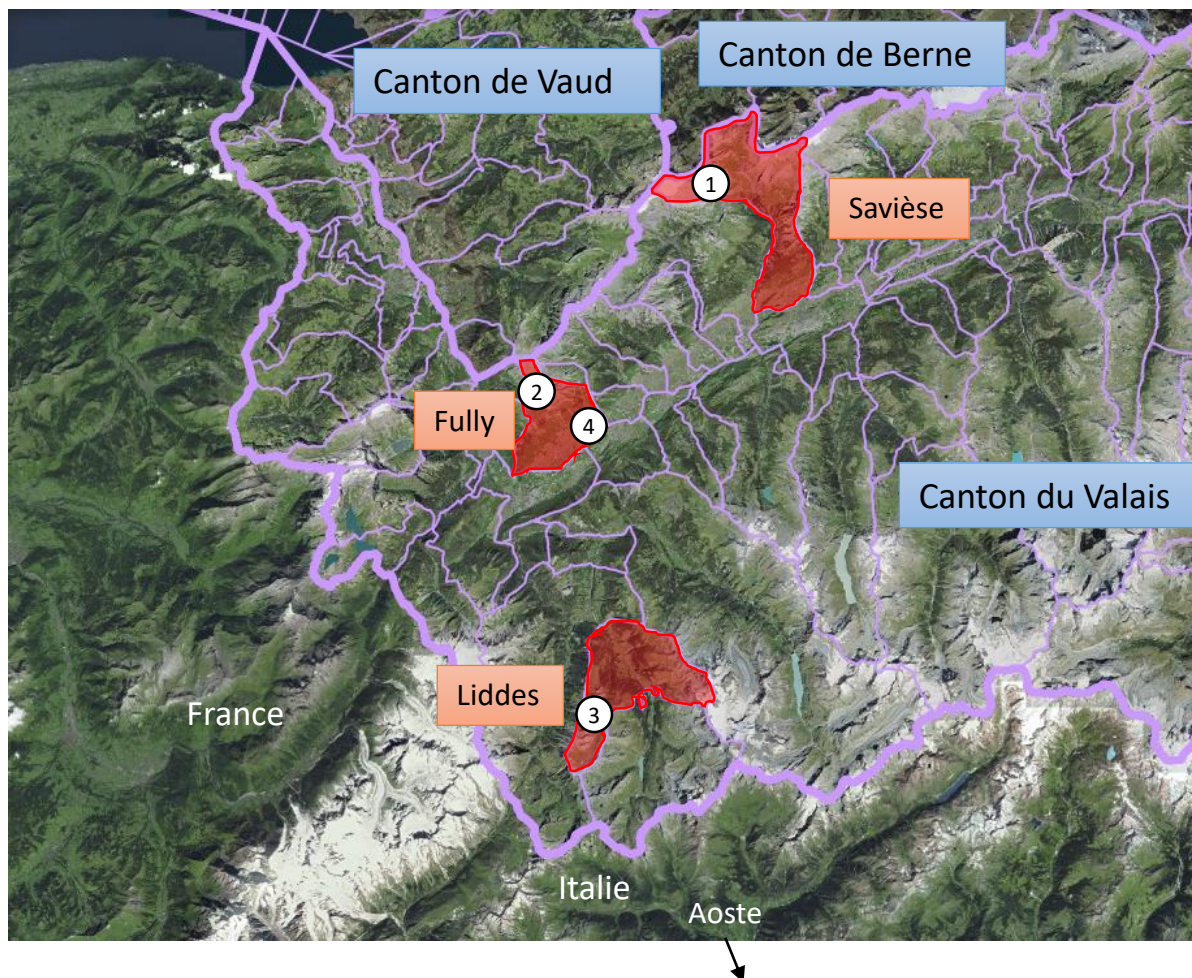 Canton de Berne
Canton de Vaud
1
Savièse
2
Fully
4
Canton du Valais
Liddes
3
France
Italie
Aoste